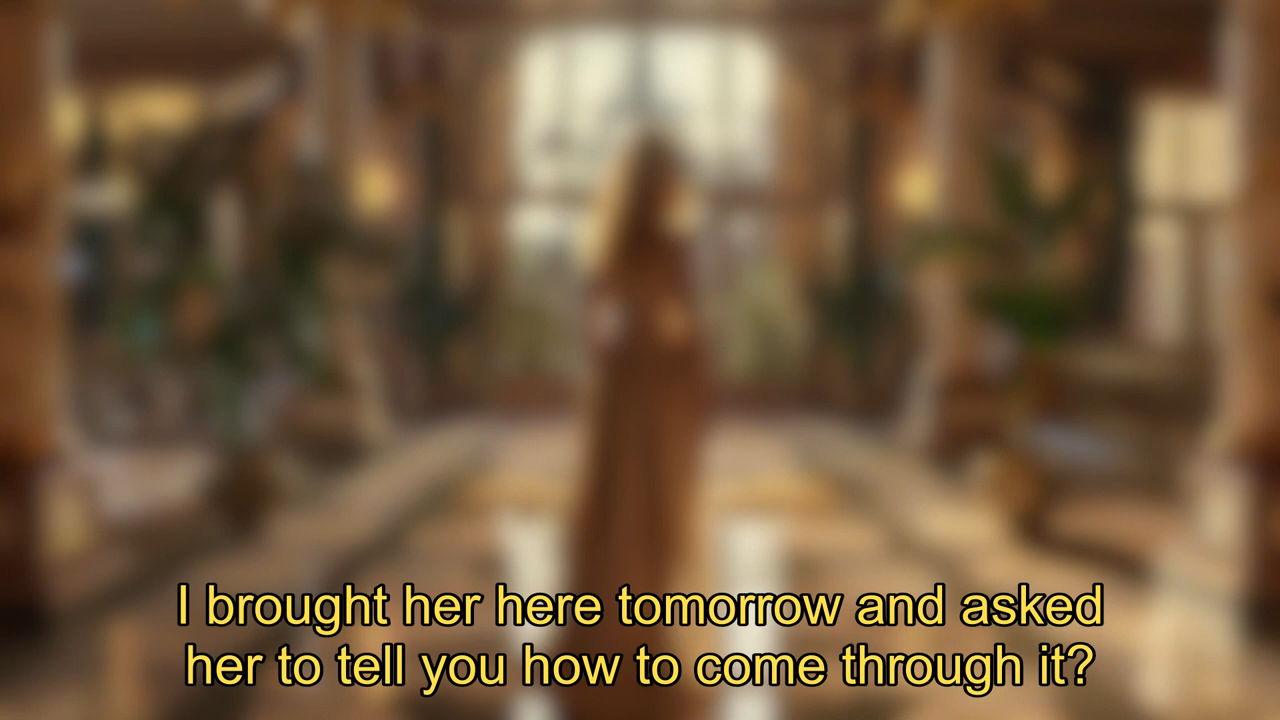 I brought her here tomorrow and asked
her to tell you how to come through it?